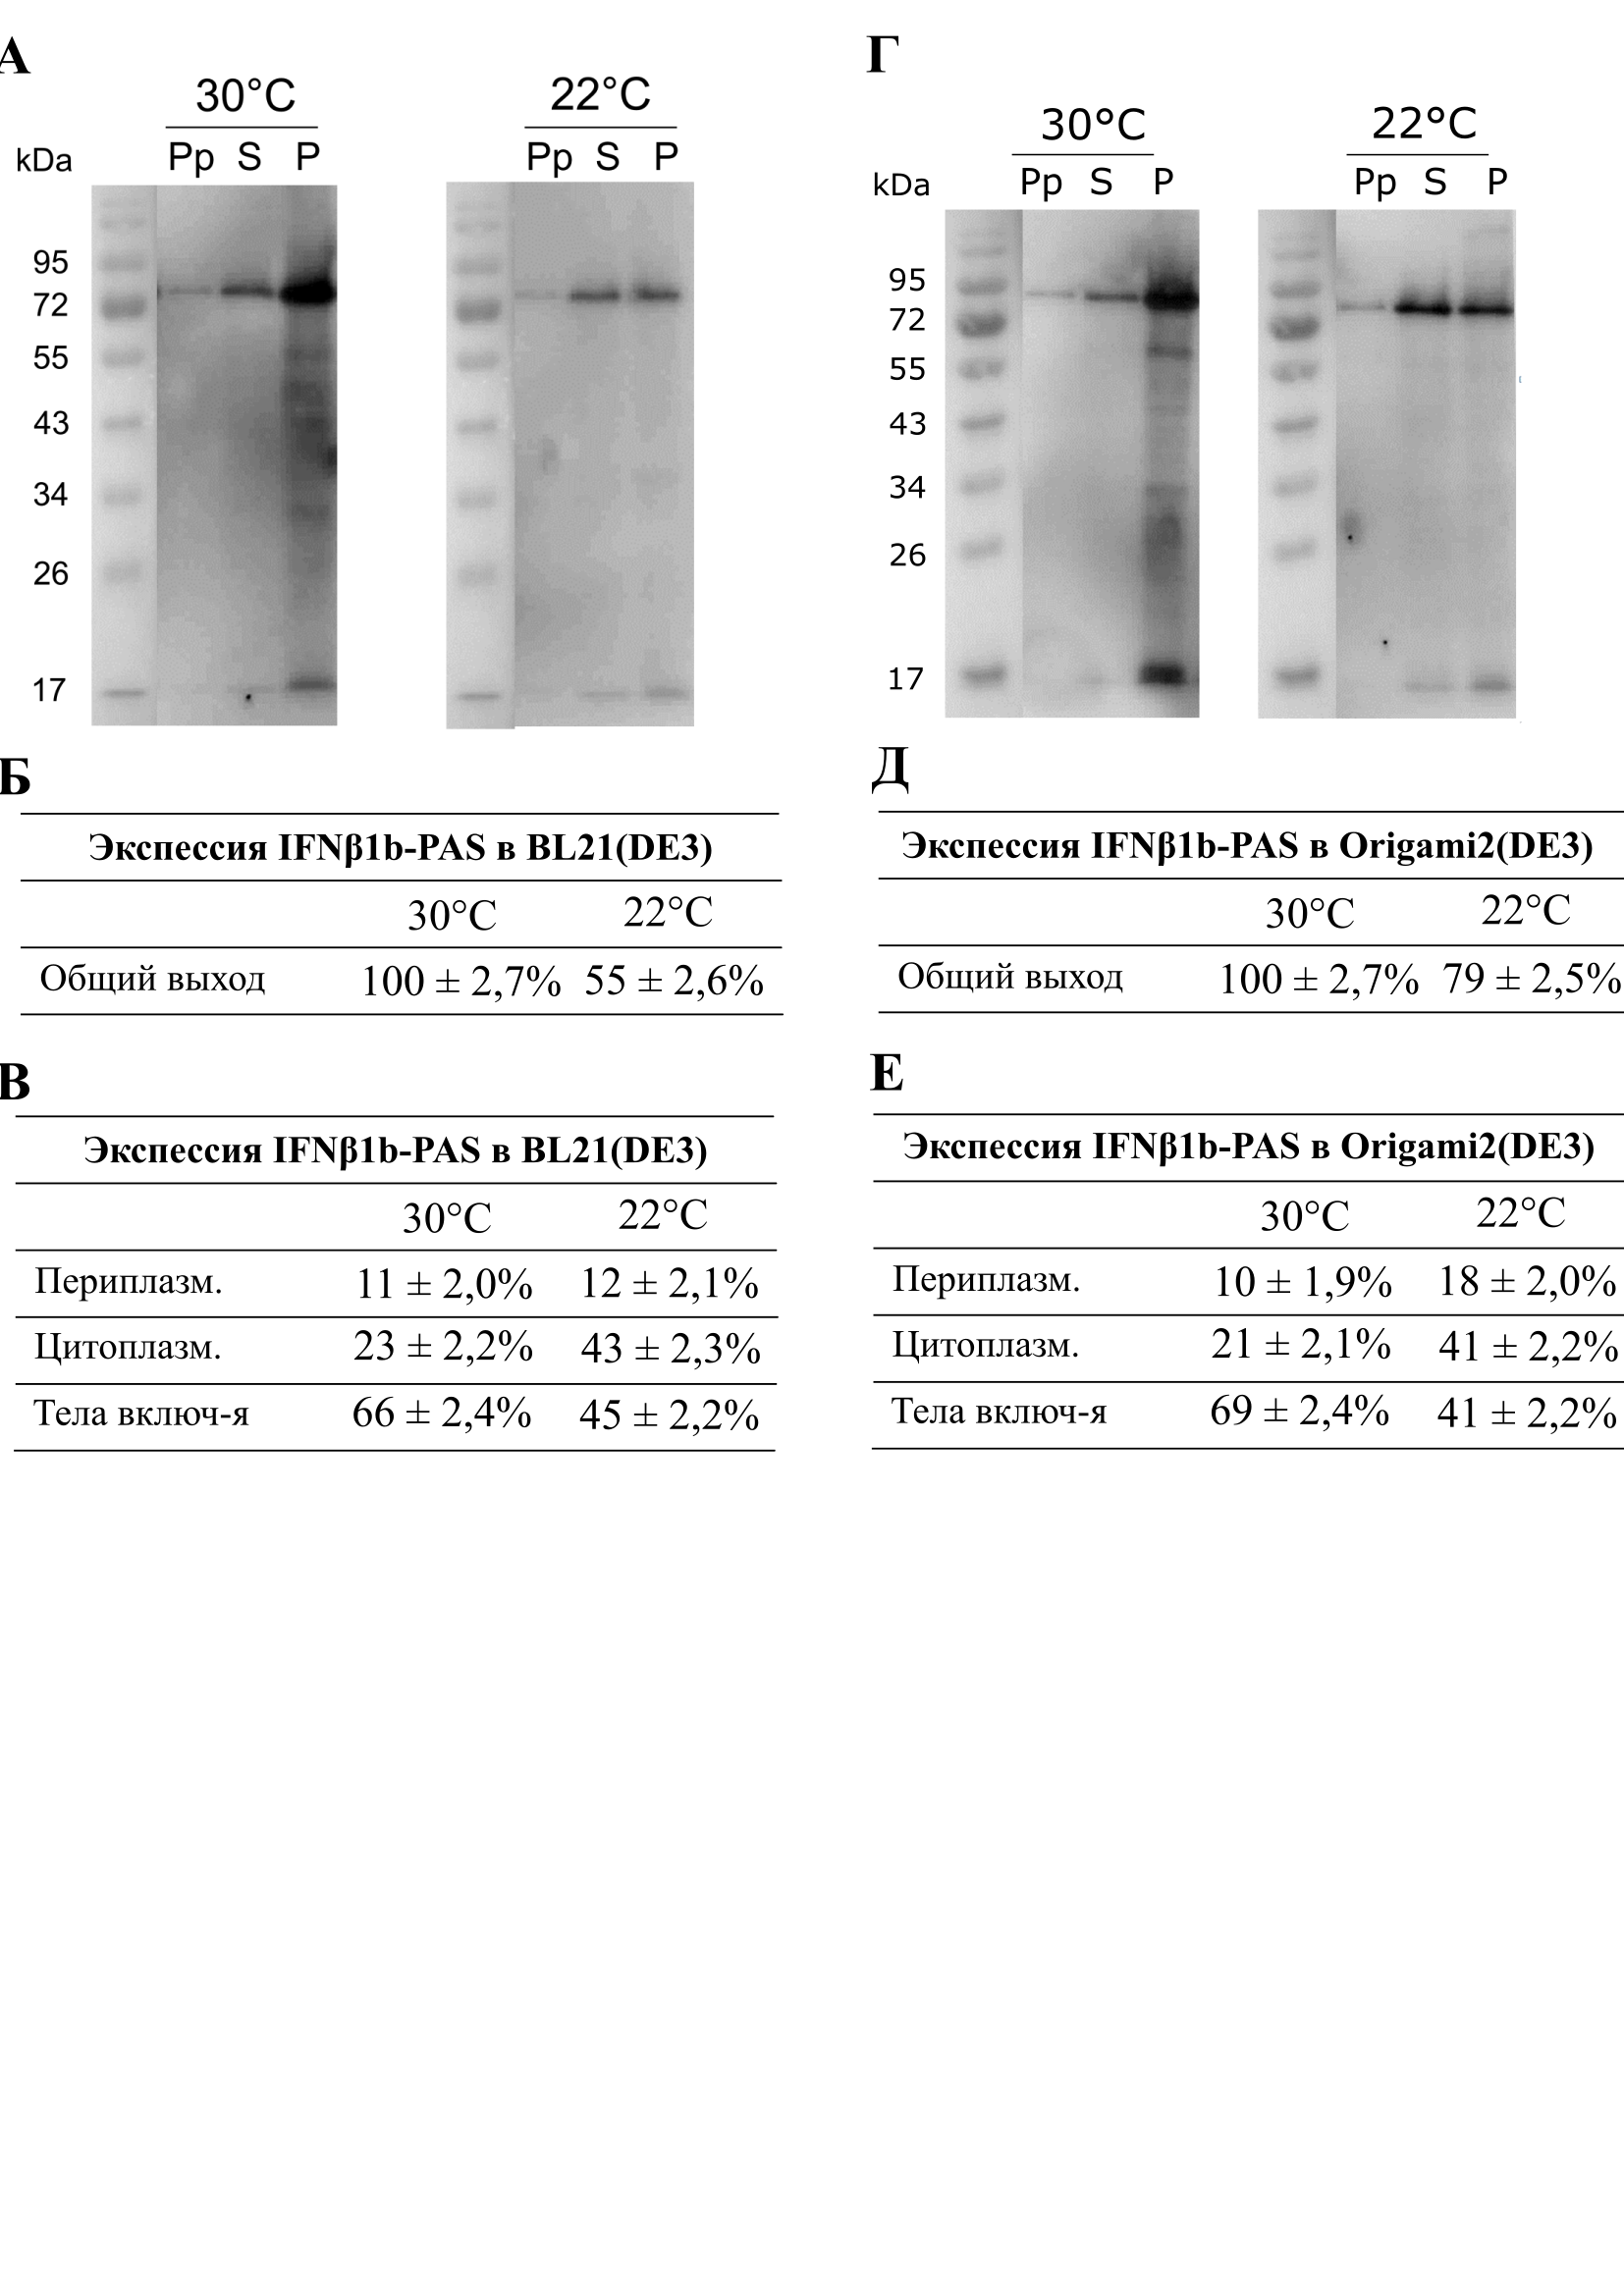 А
30°C
22°C
kDa
Pp S P
Pp S P
95
72
55
43
34
26
17
Г
30°C
22°C
kDa
Pp S P
Pp S P
95
72
55
43
34
26
17
Б
Экспессия IFNβ1b-PAS в BL21(DE3)
30°C 22°C
Общий выход 100 ± 2,7% 55 ± 2,6%
Д
Экспессия IFNβ1b-PAS в Origami2(DE3)
30°C 22°C
Общий выход 100 ± 2,7% 79 ± 2,5%
В
Экспессия IFNβ1b-PAS в BL21(DE3)
30°C 22°C
Периплазм. 11 ± 2,0% 12 ± 2,1%
Цитоплазм. 23 ± 2,2% 43 ± 2,3%
Тела включ-я 66 ± 2,4% 45 ± 2,2%
Е
Экспессия IFNβ1b-PAS в Origami2(DE3)
30°C 22°C
Периплазм. 10 ± 1,9% 18 ± 2,0%
Цитоплазм. 21 ± 2,1% 41 ± 2,2%
Тела включ-я 69 ± 2,4% 41 ± 2,2%